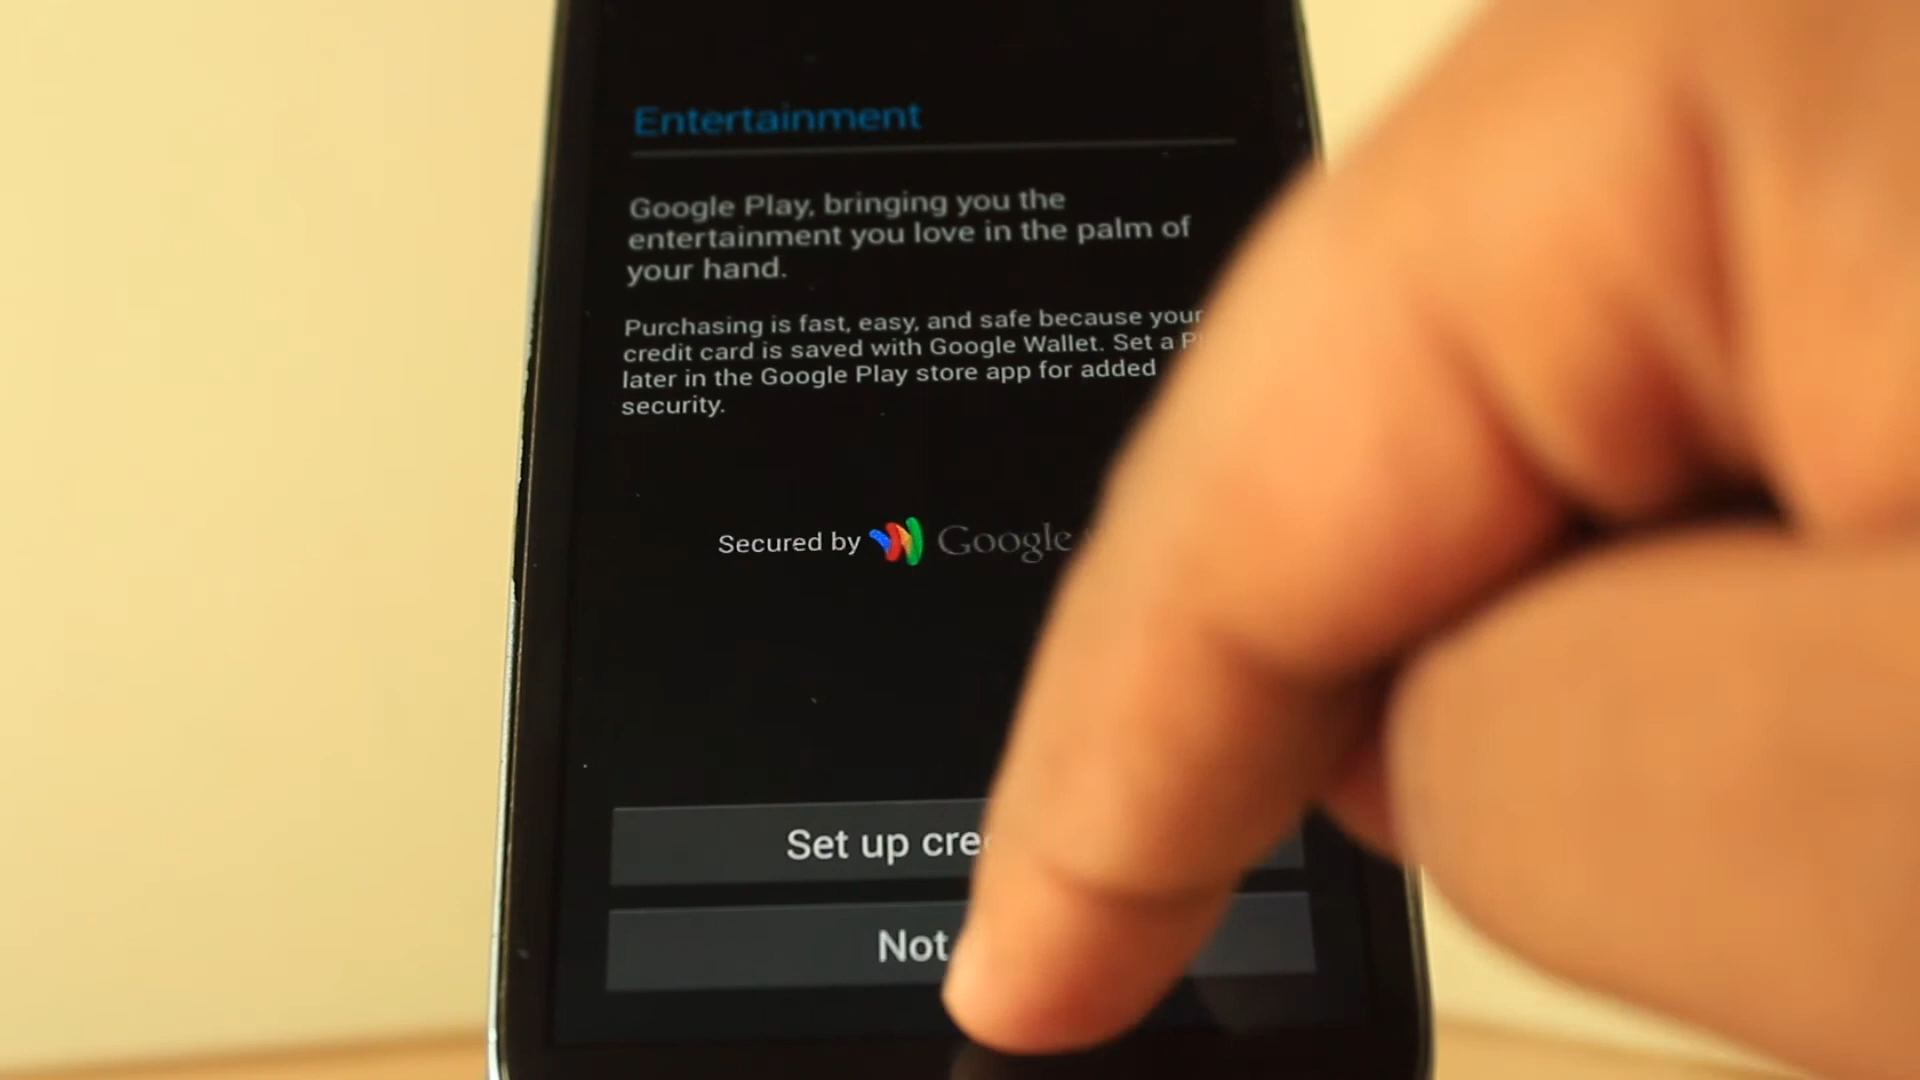 Entertainment
Google Play, bringing you the
entertainment you love in the palm of
your hand.
Purchasing is fast, easy, and safe because your
credit card is saved with Google Wallet. Set a
later in the Google Play store app for added
security.
Secured by Google
Set up
Not